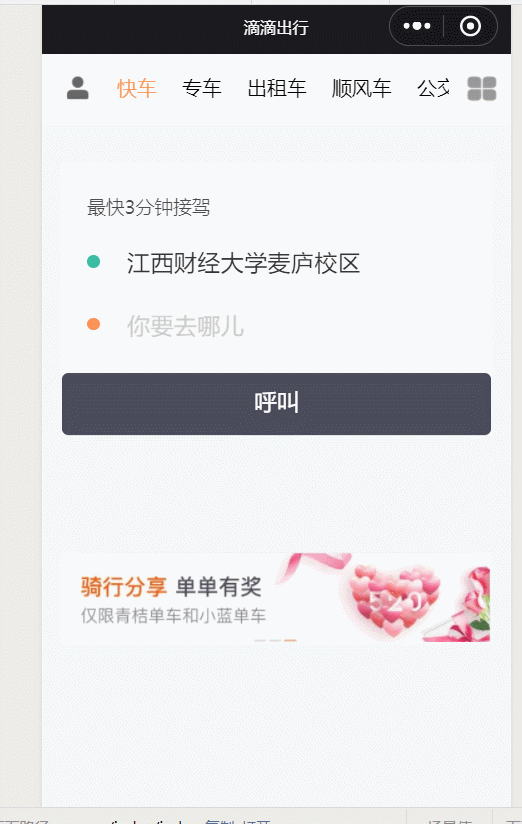 滴滴出行
快车 专车 出租车 顺风车 公交
最快3分钟接驾
江西财经大学麦庐校区
你要去哪儿
呼叫
骑行分享 单单有奖
仅限青桔单车和小蓝单车
520